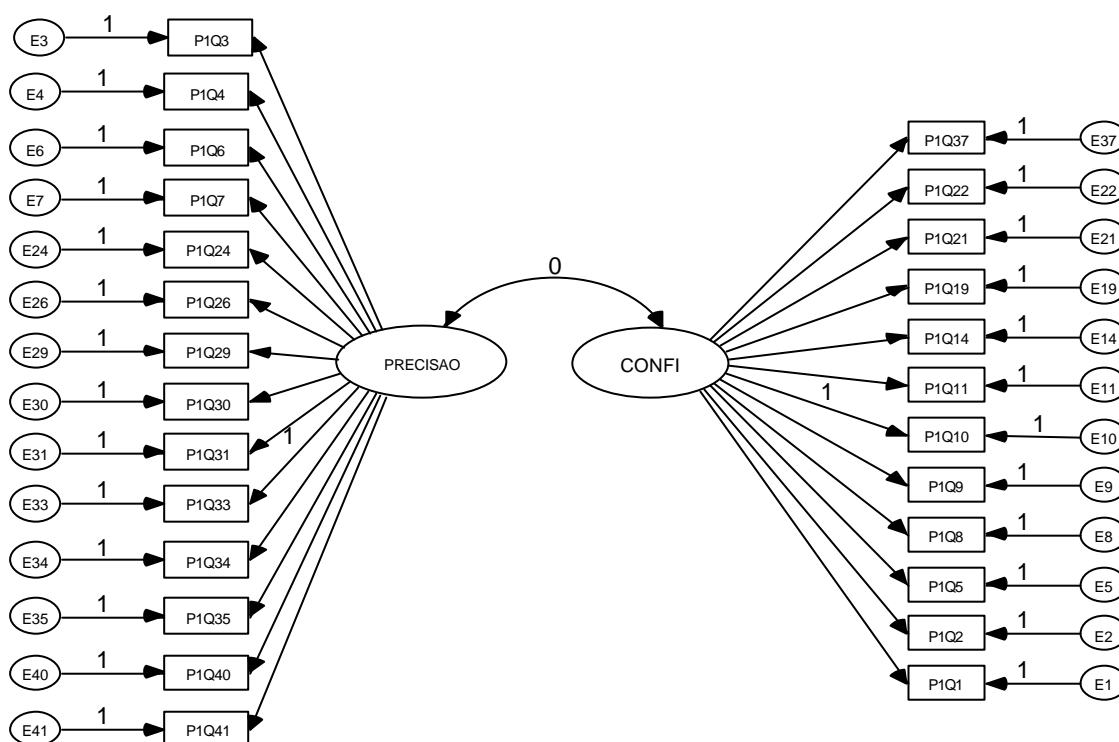 E3 1 P1Q3
E4 1 P1Q4
E6 1 P1Q6
E7 1 P1Q7
E24 1 P1Q24
E26 1 P1Q26
E29 1 P1Q29
E30 1 P1Q30
E31 1 P1Q31 1
E33 1 P1Q33
E34 1 P1Q34
E35 1 P1Q35
E40 1 P1Q40
E41 1 P1Q41
PRECISAO
0
CONFI
P1Q37 1 E37
P1Q22 1 E22
P1Q21 1 E21
P1Q19 1 E19
P1Q14 1 E14
P1Q11 1 E11
1 P1Q10 1 E10
P1Q9 1 E9
P1Q8 1 E8
P1Q5 1 E5
P1Q2 1 E2
P1Q1 1 E1